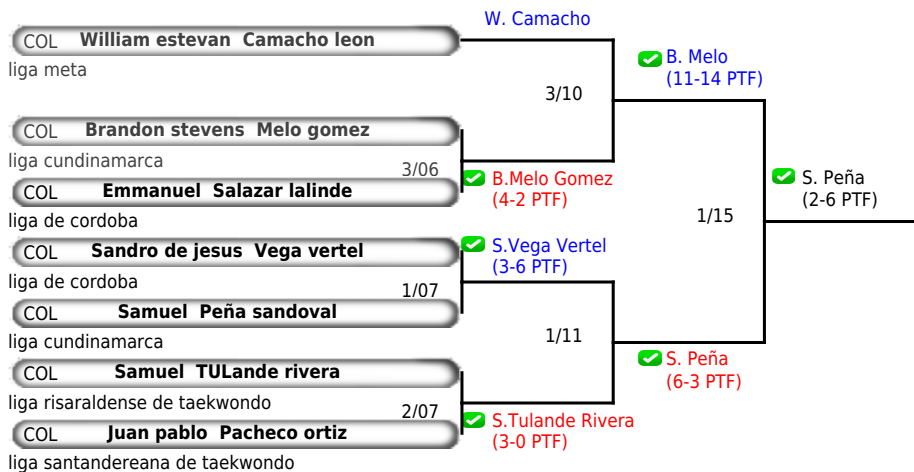 W. Camacho
COL William estevan Camacho leon
liga meta
B. Melo
(11-14 PTF)
3/10
COL Brandon stevens Melo gomez
liga cundinamarca
3/06
B.Melo Gomez
(4-2 PTF)
COL Emmanuel Salazar lalinde
liga de cordoba
S. Peña
(2-6 PTF)
1/15
COL Sandro de jesus Vega vertel
liga de cordoba
S.Vega Vertel
(3-6 PTF)
1/07
COL Samuel Peña sandoval
liga cundinamarca
1/11
S. Peña
(6-3 PTF)
COL Samuel TULande rivera
liga risaraldense de taekwondo
2/07
S.Tulande Rivera
(3-0 PTF)
COL Juan pablo Pacheco ortiz
liga santandereana de taekwondo